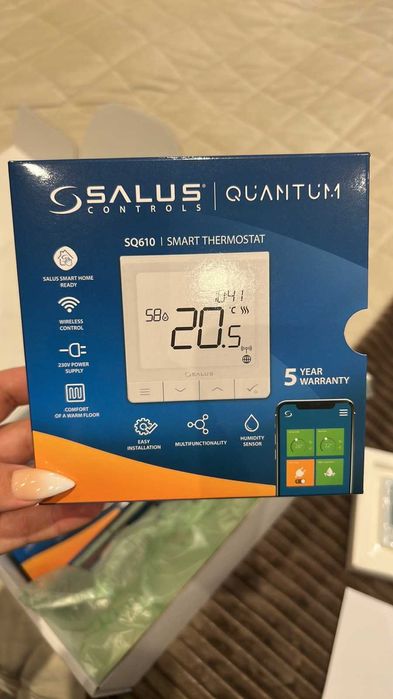 SALUS® | QUANTUM
CONTROLS
SQ610 | SMART THERMOSTAT
SALUS SMART HOME
READY
WIRELESS
CONTROL
230V POWER
SUPPLY
COMFORT
OF A WARM FLOOR
10:41
58
20.5
°C
SALUS
5 YEAR
WARRANTY
EASY
INSTALLATION
MULTIFUNCTIONALITY
HUMIDITY
SENSOR